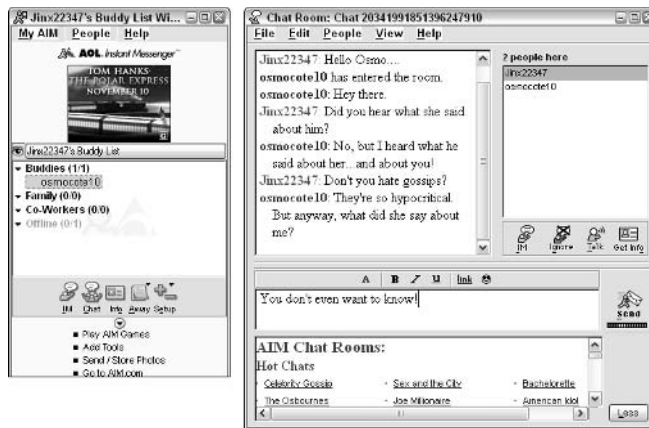 Jinx22347's Buddy List Wi...
My AIM People Help
AOL Instant Messenger
TOM HANKS
THE POLAR EXPRESS
NOVEMBER 10
Jinx22347's Buddy List
Buddies (1/1)
osmocote10
Family (0/0)
Co-Workers (0/0)
Offline (0/1)
IM Chat Info Away Setup
Play AIM Games
Add Tools
Send / Store Photos
Go to AIM.com
Chat Room: Chat 20341991851396247910
File Edit People View Help
Jinx22347: Hello Osmo....
osmocote10 has entered the room.
osmocote10: Hey there.
Jinx22347: Did you hear what she said
about him?
osmocote10: No, but I heard what he
said about her...and about you!
Jinx22347: Don't you hate gossips?
osmocote10: They're so hypocritical.
But anyway, what did she say about
me?
2 people here
Jinx22347
osmocote10
IM Ignore Talk Get Info
A B I U link
You don't even want to know!
Send
AIM Chat Rooms:
Hot Chats
Celebrity Gossip Sex and the City Bachelorette
The Osbournes Joe Millionaire American Idol
Less